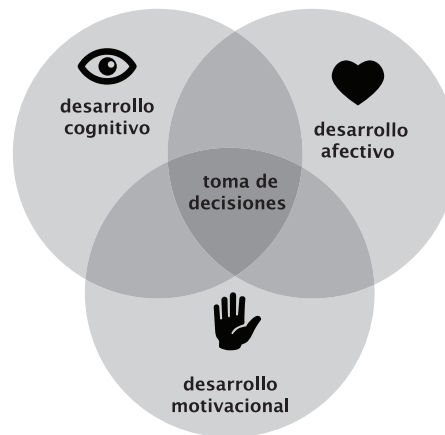 desarrollo
cognitivo
desarrollo
afectivo
toma de
decisiones
desarrollo
motivacional